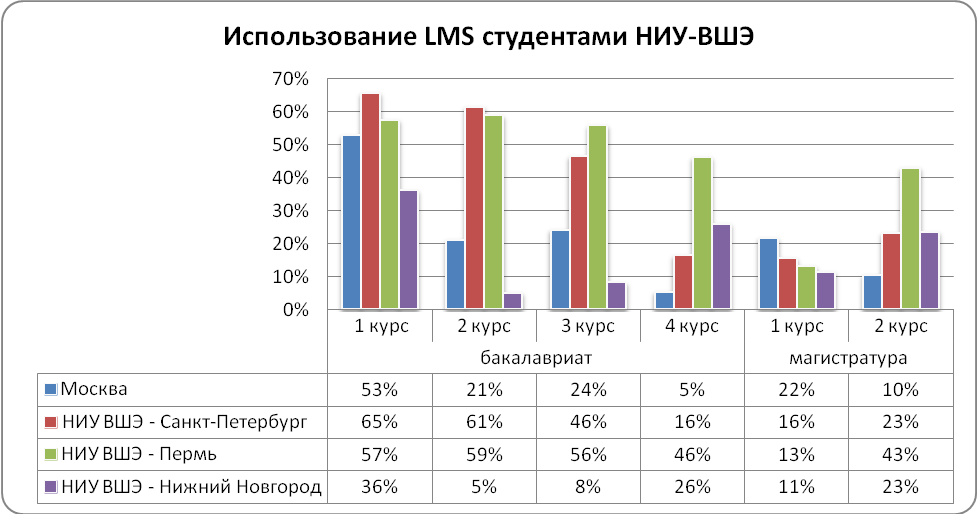 Использование LMS студентами НИУ-ВШЭ
70%
60%
50%
40%
30%
20%
10%
0%
1 курс 2 курс 3 курс 4 курс 1 курс 2 курс
бакалавриат магистратура
Москва 53% 21% 24% 5% 22% 10%
НИУ ВШЭ - Санкт-Петербург 65% 61% 46% 16% 16% 23%
НИУ ВШЭ - Пермь 57% 59% 56% 46% 13% 43%
НИУ ВШЭ - Нижний Новгород 36% 5% 8% 26% 11% 23%